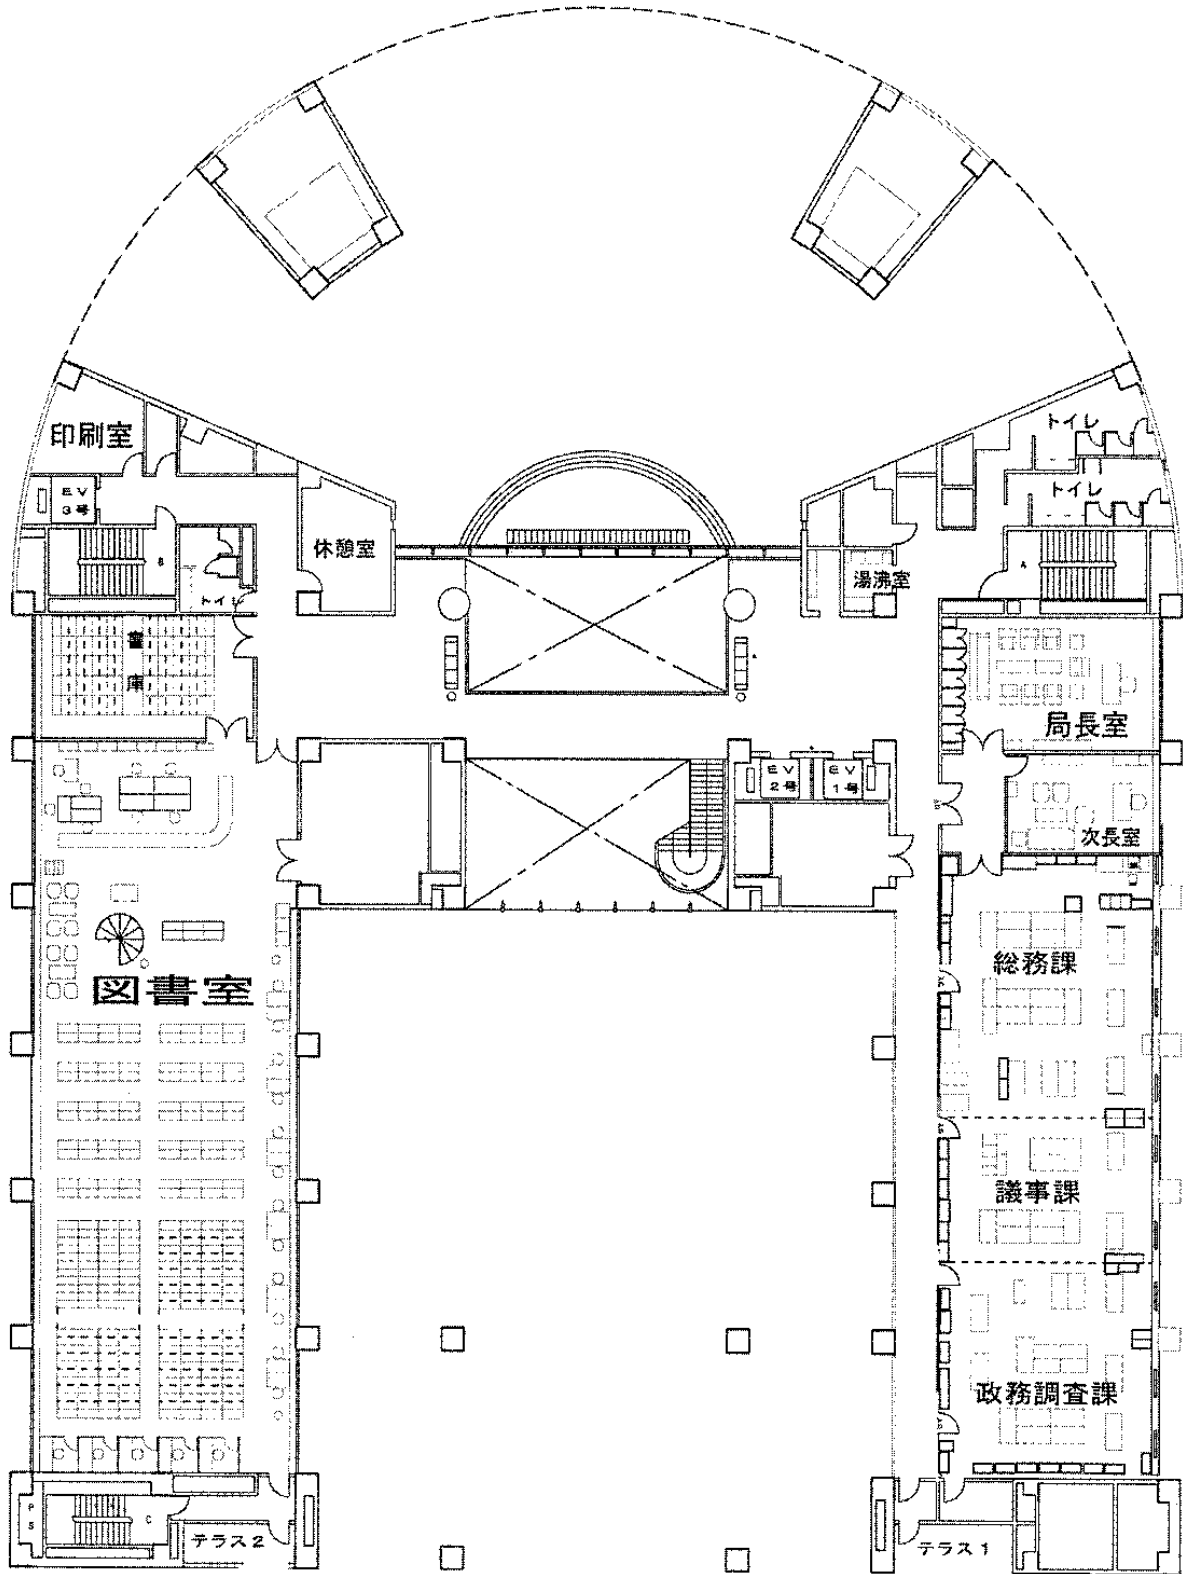 印刷室
トイレ
トイレ
EV
3号
休憩室
B
A
湯沸室
トイレ
書
庫
局長室
EV
2号
EV
1号
次長室
総務課
図書室
議事課
政務調査課
PS
C
テラス2
テラス1